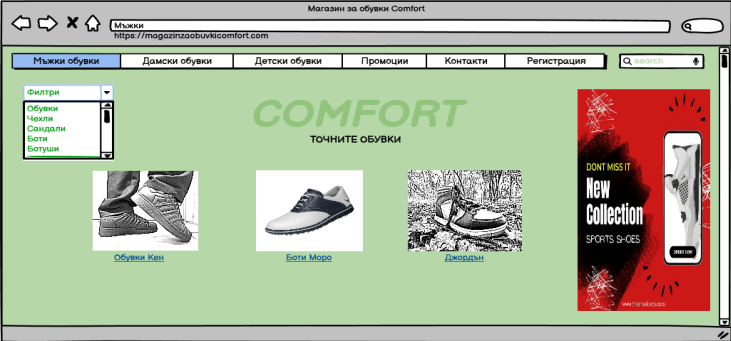 Магазин за обувки Comfort
Мъжки
https://magazinzaobuvkicomfort.com
Мъжки обувки
Дамски обувки
Детски обувки
Промоции
Контакти
Регистрация
search
Филтри
Обувки
Чехли
Сандали
Боти
Ботуши
COMFORT
ТОЧНИТЕ ОБУВКИ
Обувки Кен
Боти Моро
Джордън
DONT MISS IT
New
Collection
SPORTS SHOES
ORDER NOW